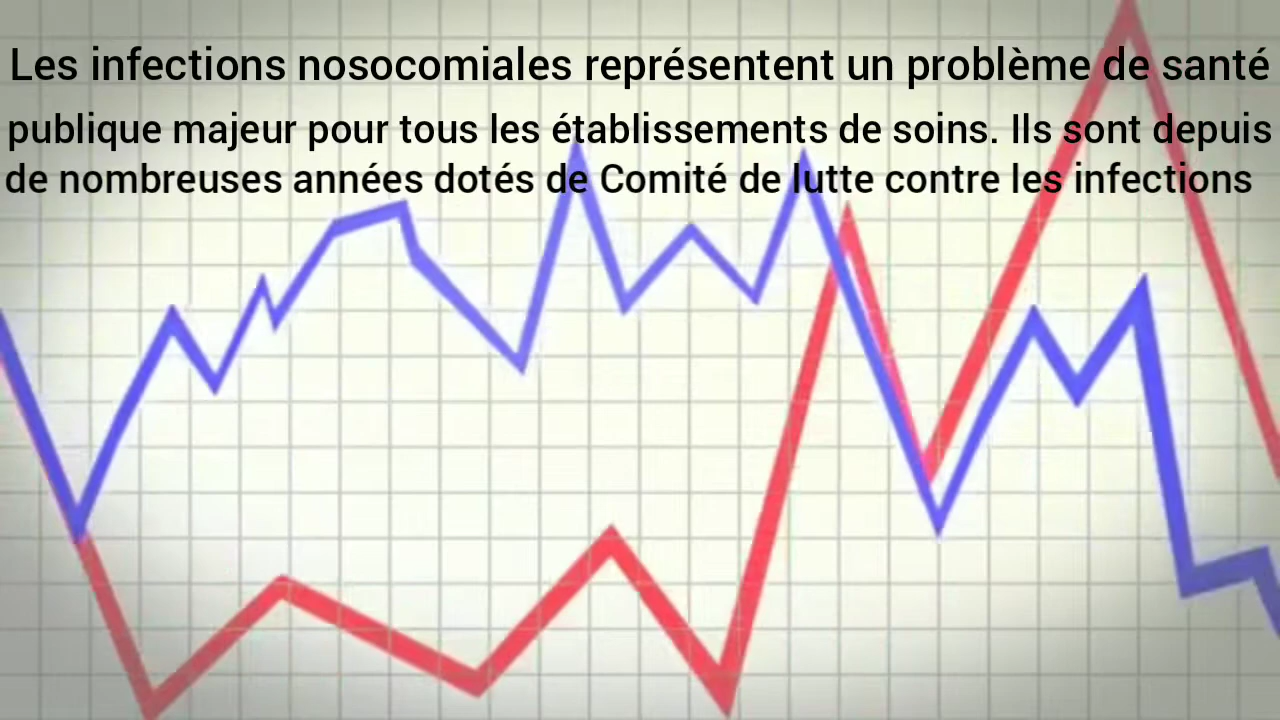 Les infections nosocomiales représentent un problème de santé
publique majeur pour tous les établissements de soins. Ils sont depuis
de nombreuses années dotés de Comité de lutte contre les infections